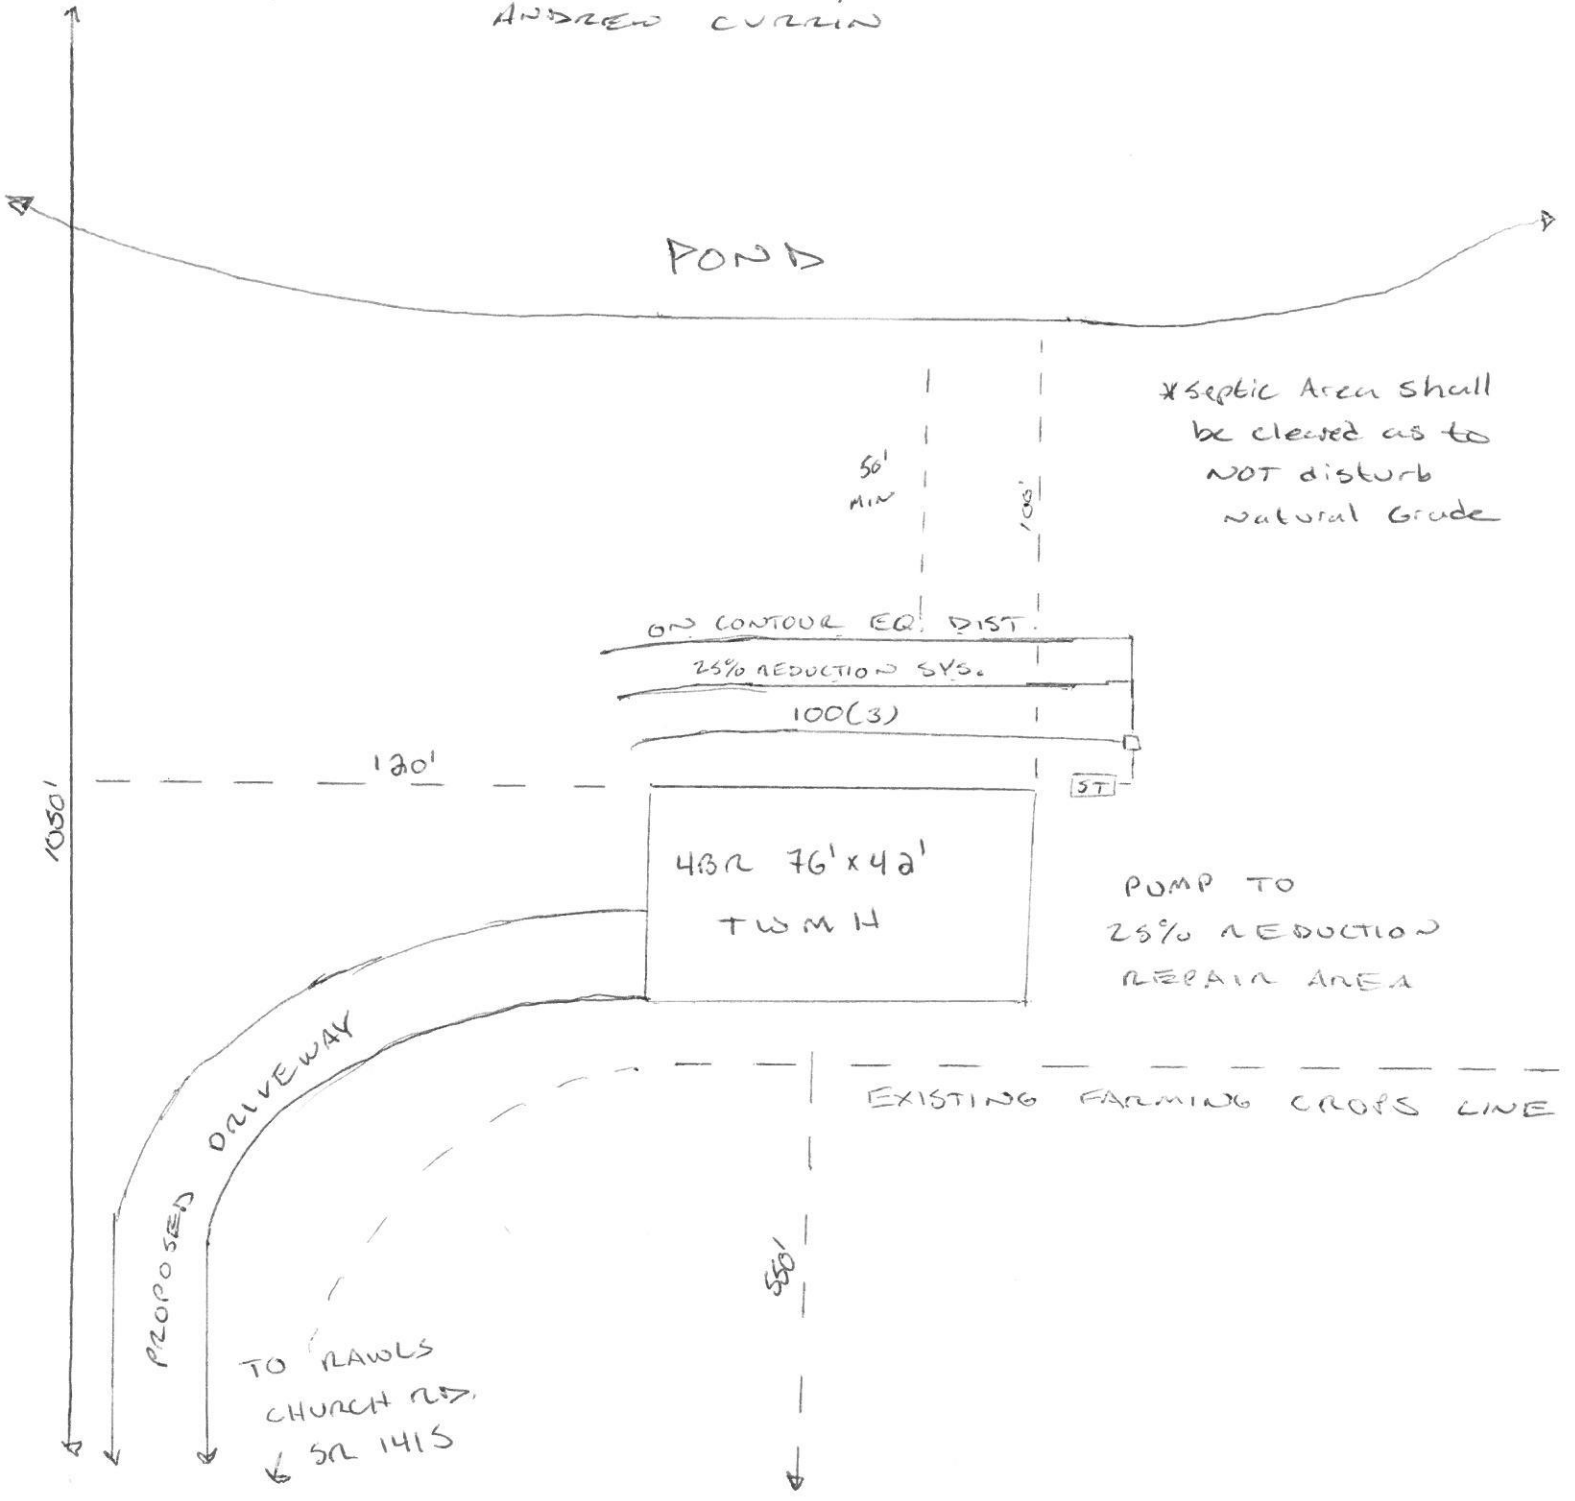 ANDREW CURRIN
POND
*Septic Area Shall
be cleared as to
NOT disturb
Natural Grade
50'
MIN
100'
ON CONTOUR EQ. DIST.
25% REDUCTION SYS.
100(3)
120'
ST
1050'
4BR 76'x42'
TWMH
PUMP TO
25% REDUCTION
REPAIR AREA
EXISTING FARMING CROPS LINE
PROPOSED DRIVEWAY
550'
TO RAWLS
CHURCH RD.
SR 1415